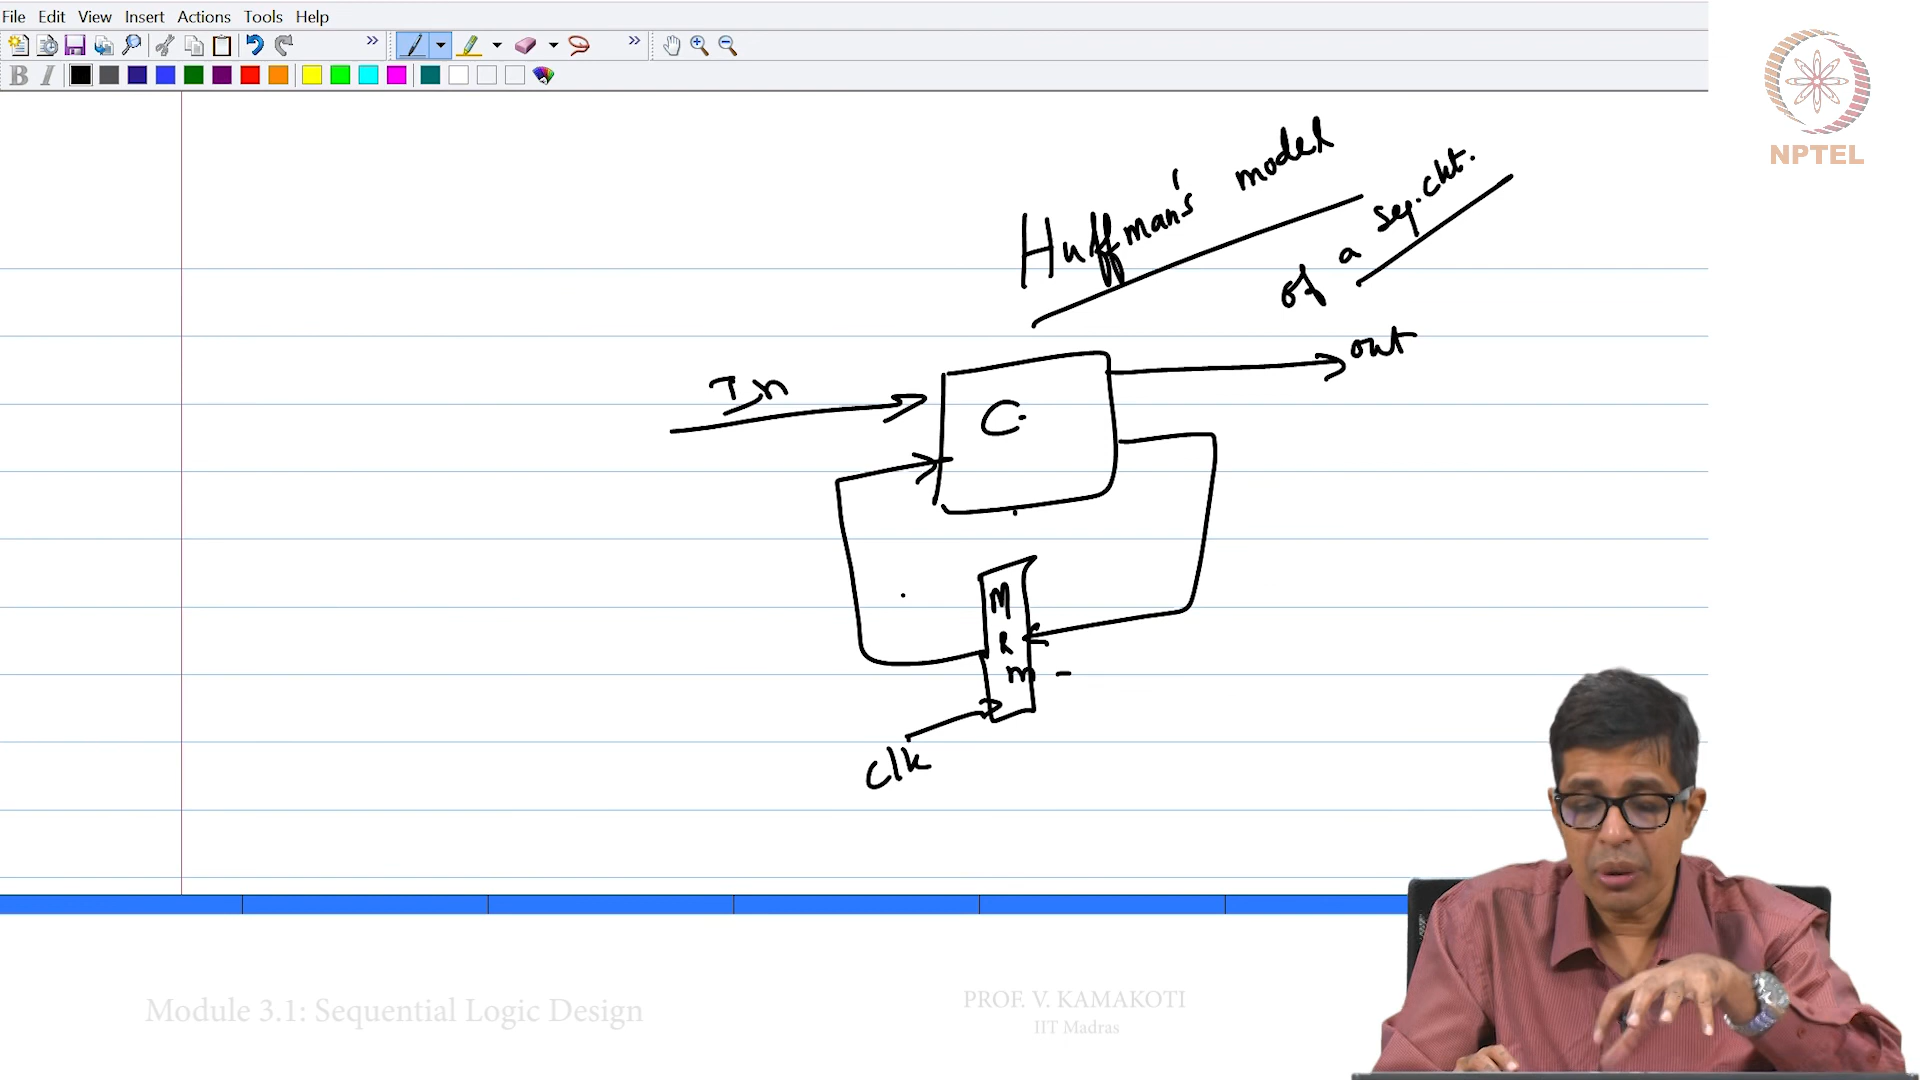 File Edit View Insert Actions Tools Help
B I
NPTEL
Huffman's model
of a seq. ckt.
In
out
C
M
R
m
Clk
Module 3.1: Sequential Logic Design
PROF. V. KAMAKOTI
IIT Madras